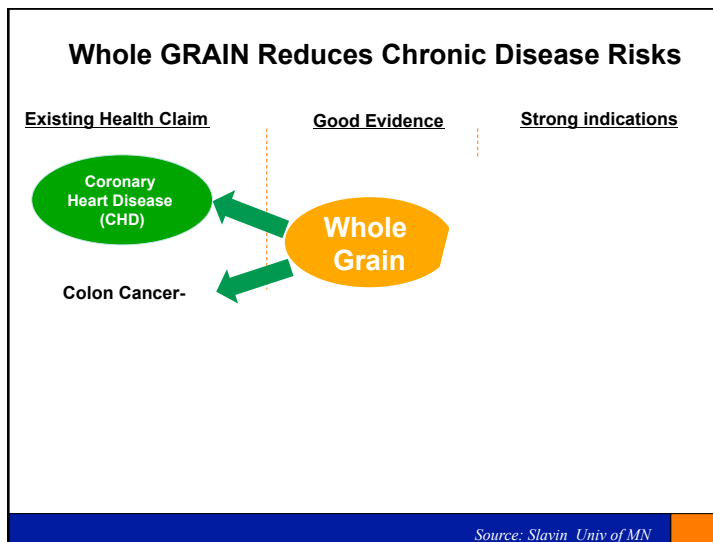 Whole GRAIN Reduces Chronic Disease Risks
Existing Health Claim
Good Evidence
Strong indications
Coronary
Heart Disease
(CHD)
Whole
Grain
Colon Cancer-
Source: Slavin Univ of MN